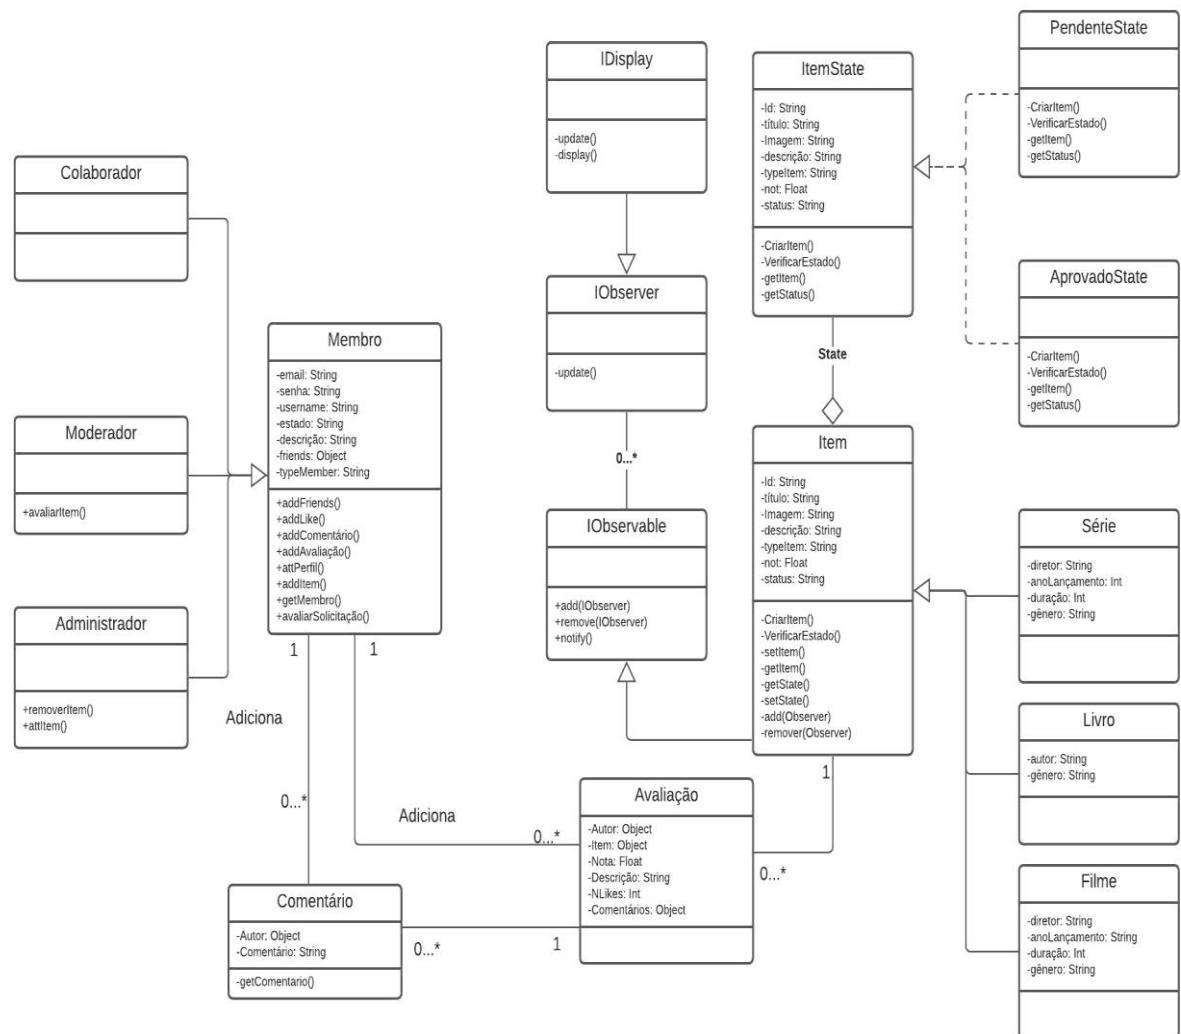 PendenteState
-CriarItem()
-VerificarEstado()
-getItem()
-getStatus()
IDisplay
-update()
-display()
ItemState
-Id: String
-título: String
-Imagem: String
-descrição: String
-typeItem: String
-not: Float
-status: String
-CriarItem()
-VerificarEstado()
-getItem()
-getStatus()
Colaborador
AprovadoState
-CriarItem()
-VerificarEstado()
-getItem()
-getStatus()
IObserver
-update()
Membro
-email: String
-senha: String
-username: String
-estado: String
-descrição: String
-friends: Object
-typeMember: String
+addFriends()
+addLike()
+addComentário()
+addAvaliação()
+attPerfil()
+addItem()
+getMembro()
+avaliarSolicitação()
State
Moderador
+avaliarItem()
0...*
Item
-Id: String
-título: String
-Imagem: String
-descrição: String
-typeItem: String
-not: Float
-status: String
-CriarItem()
-VerificarEstado()
-setItem()
-getItem()
-getState()
-setState()
-add(Observer)
-remover(Observer)
IObservable
+add(IObserver)
+remove(IObserver)
+notify()
Série
-diretor: String
-anoLançamento: Int
-duração: Int
-gênero: String
Administrador
+removerItem()
+attItem()
1
1
Adiciona
0...*
Adiciona
0...*
Livro
-autor: String
-gênero: String
1
0...*
Avaliação
-Autor: Object
-Item: Object
-Nota: Float
-Descrição: String
-NLikes: Int
-Comentários: Object
Filme
-diretor: String
-anoLançamento: String
-duração: Int
-gênero: String
Comentário
-Autor: Object
-Comentário: String
-getComentario()
0...*
1